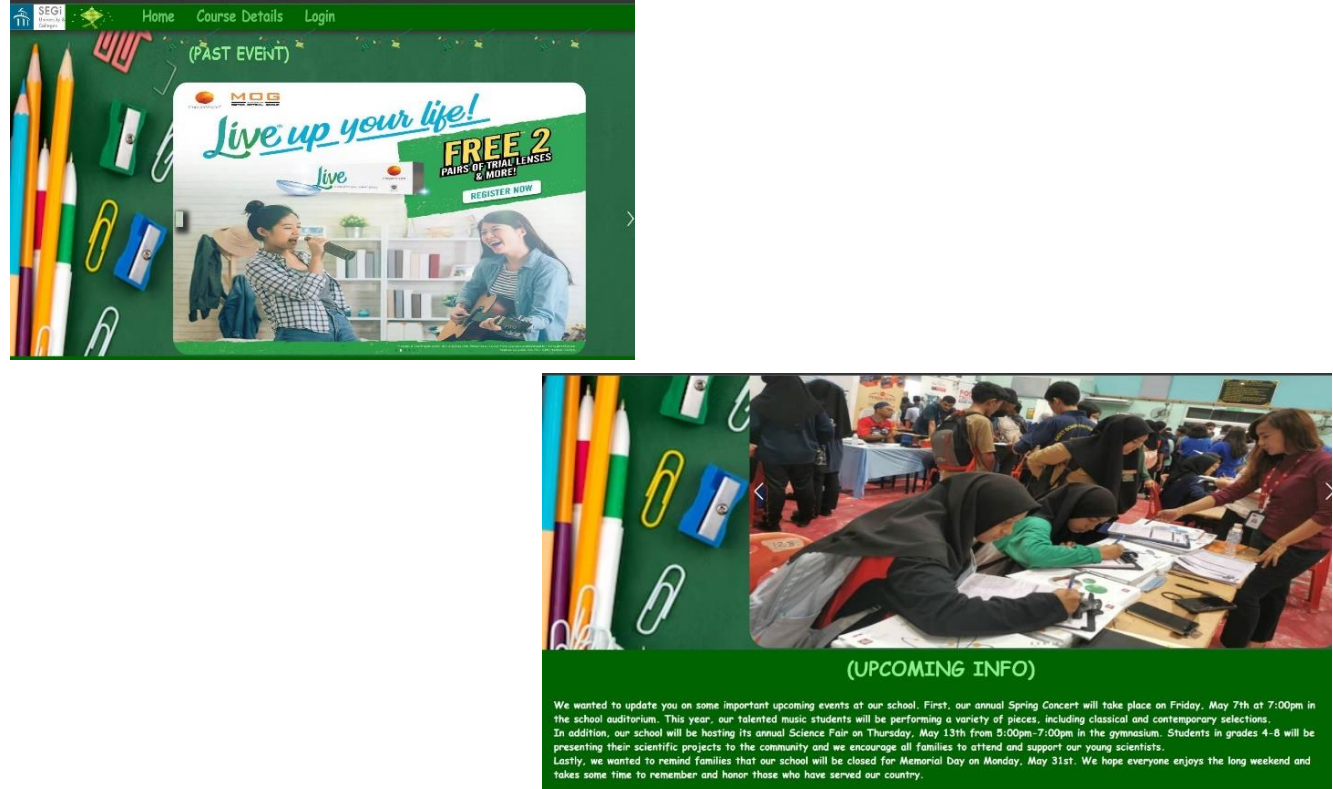 SEGi
University &
Colleges
Home Course Details Login
(PAST EVENT)
MOG
Live up your life!
FREE 2
PAIRS OF TRIAL LENSES
& MORE!
Live
REGISTER NOW
(UPCOMING INFO)
We wanted to update you on some important upcoming events at our school. First, our annual Spring Concert will take place on Friday, May 7th at 7:00pm in
the school auditorium. This year, our talented music students will be performing a variety of pieces, including classical and contemporary selections.
In addition, our school will be hosting its annual Science Fair on Thursday, May 13th from 5:00pm-7:00pm in the gymnasium. Students in grades 4-8 will be
presenting their scientific projects to the community and we encourage all families to attend and support our young scientists.
Lastly, we wanted to remind families that our school will be closed for Memorial Day on Monday, May 31st. We hope everyone enjoys the long weekend and
takes some time to remember and honor those who have served our country.